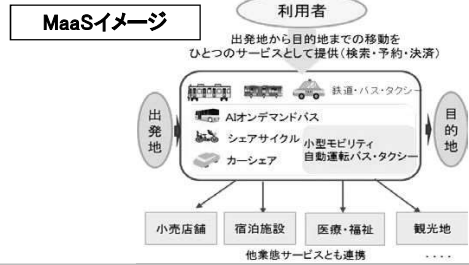 MaaSイメージ
利用者
出発地から目的地までの移動を
ひとつのサービスとして提供(検索・予約・決済)
鉄道・バス・タクシー
出発地
AIオンデマンドバス
シェアサイクル
カーシェア
小型モビリティ
自動運転バス・タクシー
目的地
小売店舗
宿泊施設
医療・福祉
観光地
他業態サービスとも連携
・・・・